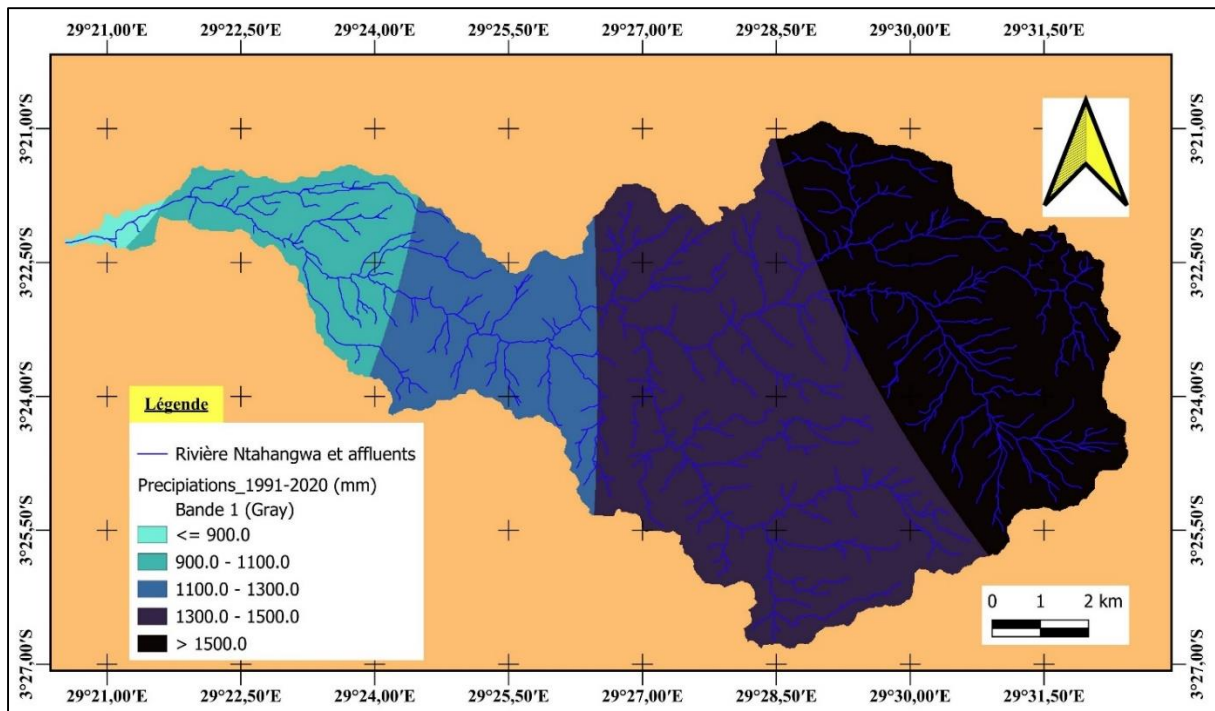 29°21,00′E 29°22,50′E 29°24,00′E 29°25,50′E 29°27,00′E 29°28,50′E 29°30,00′E 29°31,50′E
3°21,00′S 3°21,00′S
3°22,50′S 3°22,50′S
3°24,00′S 3°24,00′S
Légende
Rivière Ntahangwa et affluents
Precipiations_1991-2020 (mm)
Bande 1 (Gray)
<= 900.0
900.0 - 1100.0
1100.0 - 1300.0
1300.0 - 1500.0
> 1500.0
3°25,50′S 3°25,50′S
0 1 2 km
3°27,00′S 3°27,00′S
29°21,00′E 29°22,50′E 29°24,00′E 29°25,50′E 29°27,00′E 29°28,50′E 29°30,00′E 29°31,50′E